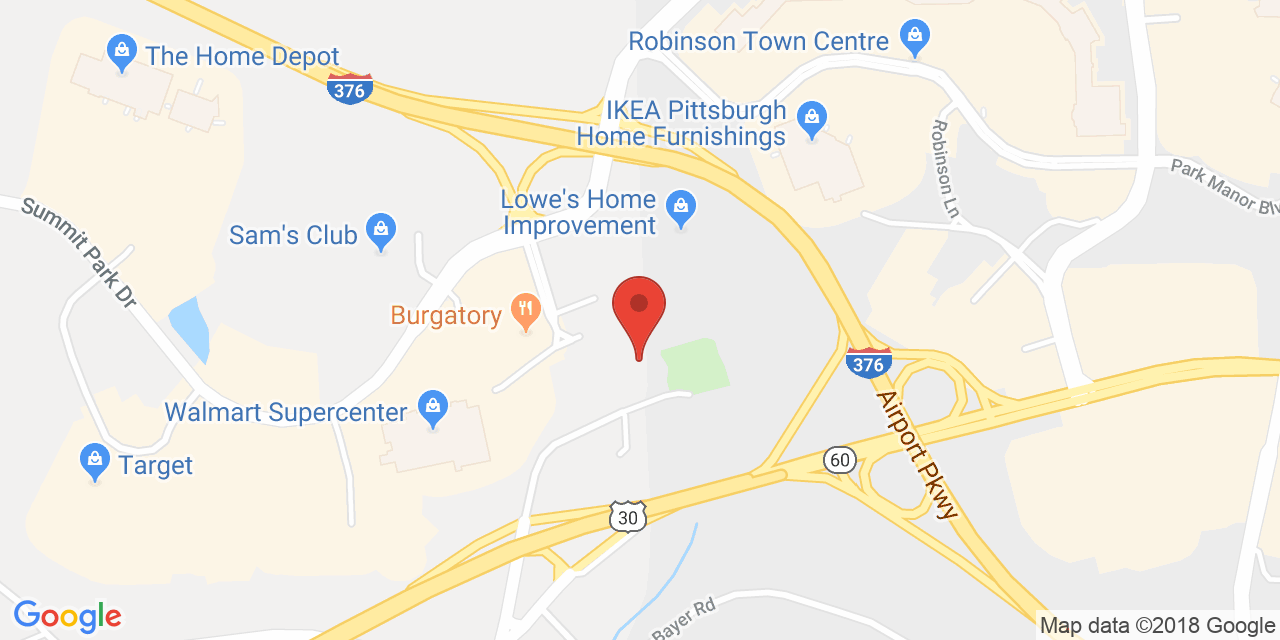 Robinson Town Centre
The Home Depot
376
IKEA Pittsburgh
Home Furnishings
Robinson Ln
Park Manor Blv
Summit Park Dr
Lowe's Home
Improvement
Sam's Club
Burgatory
376
Airport Pkwy
Walmart Supercenter
Target
60
30
Bayer Rd
Google
Map data ©2018 Google